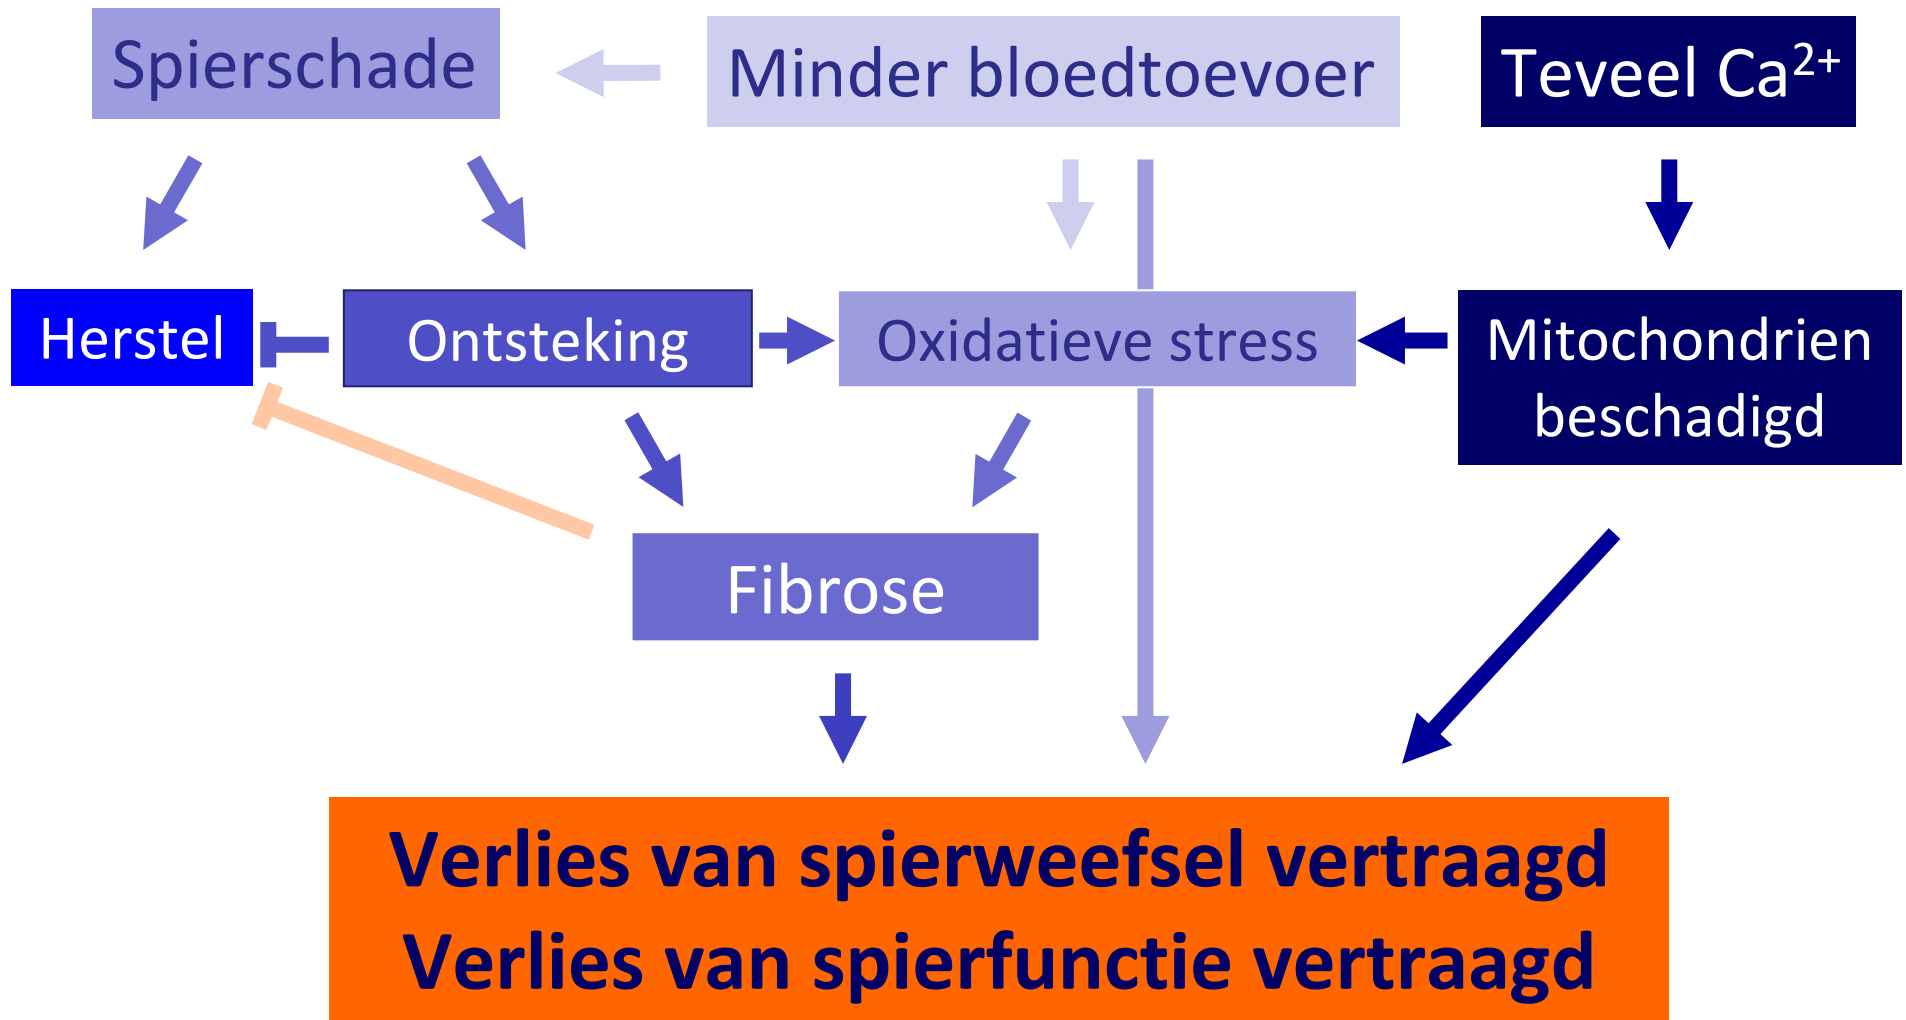 Spierschade
Minder bloedtoevoer
Teveel Ca²⁺
Herstel
Ontsteking
Oxidatieve stress
Mitochondrien
beschadigd
Fibrose
Verlies van spierweefsel vertraagd
Verlies van spierfunctie vertraagd